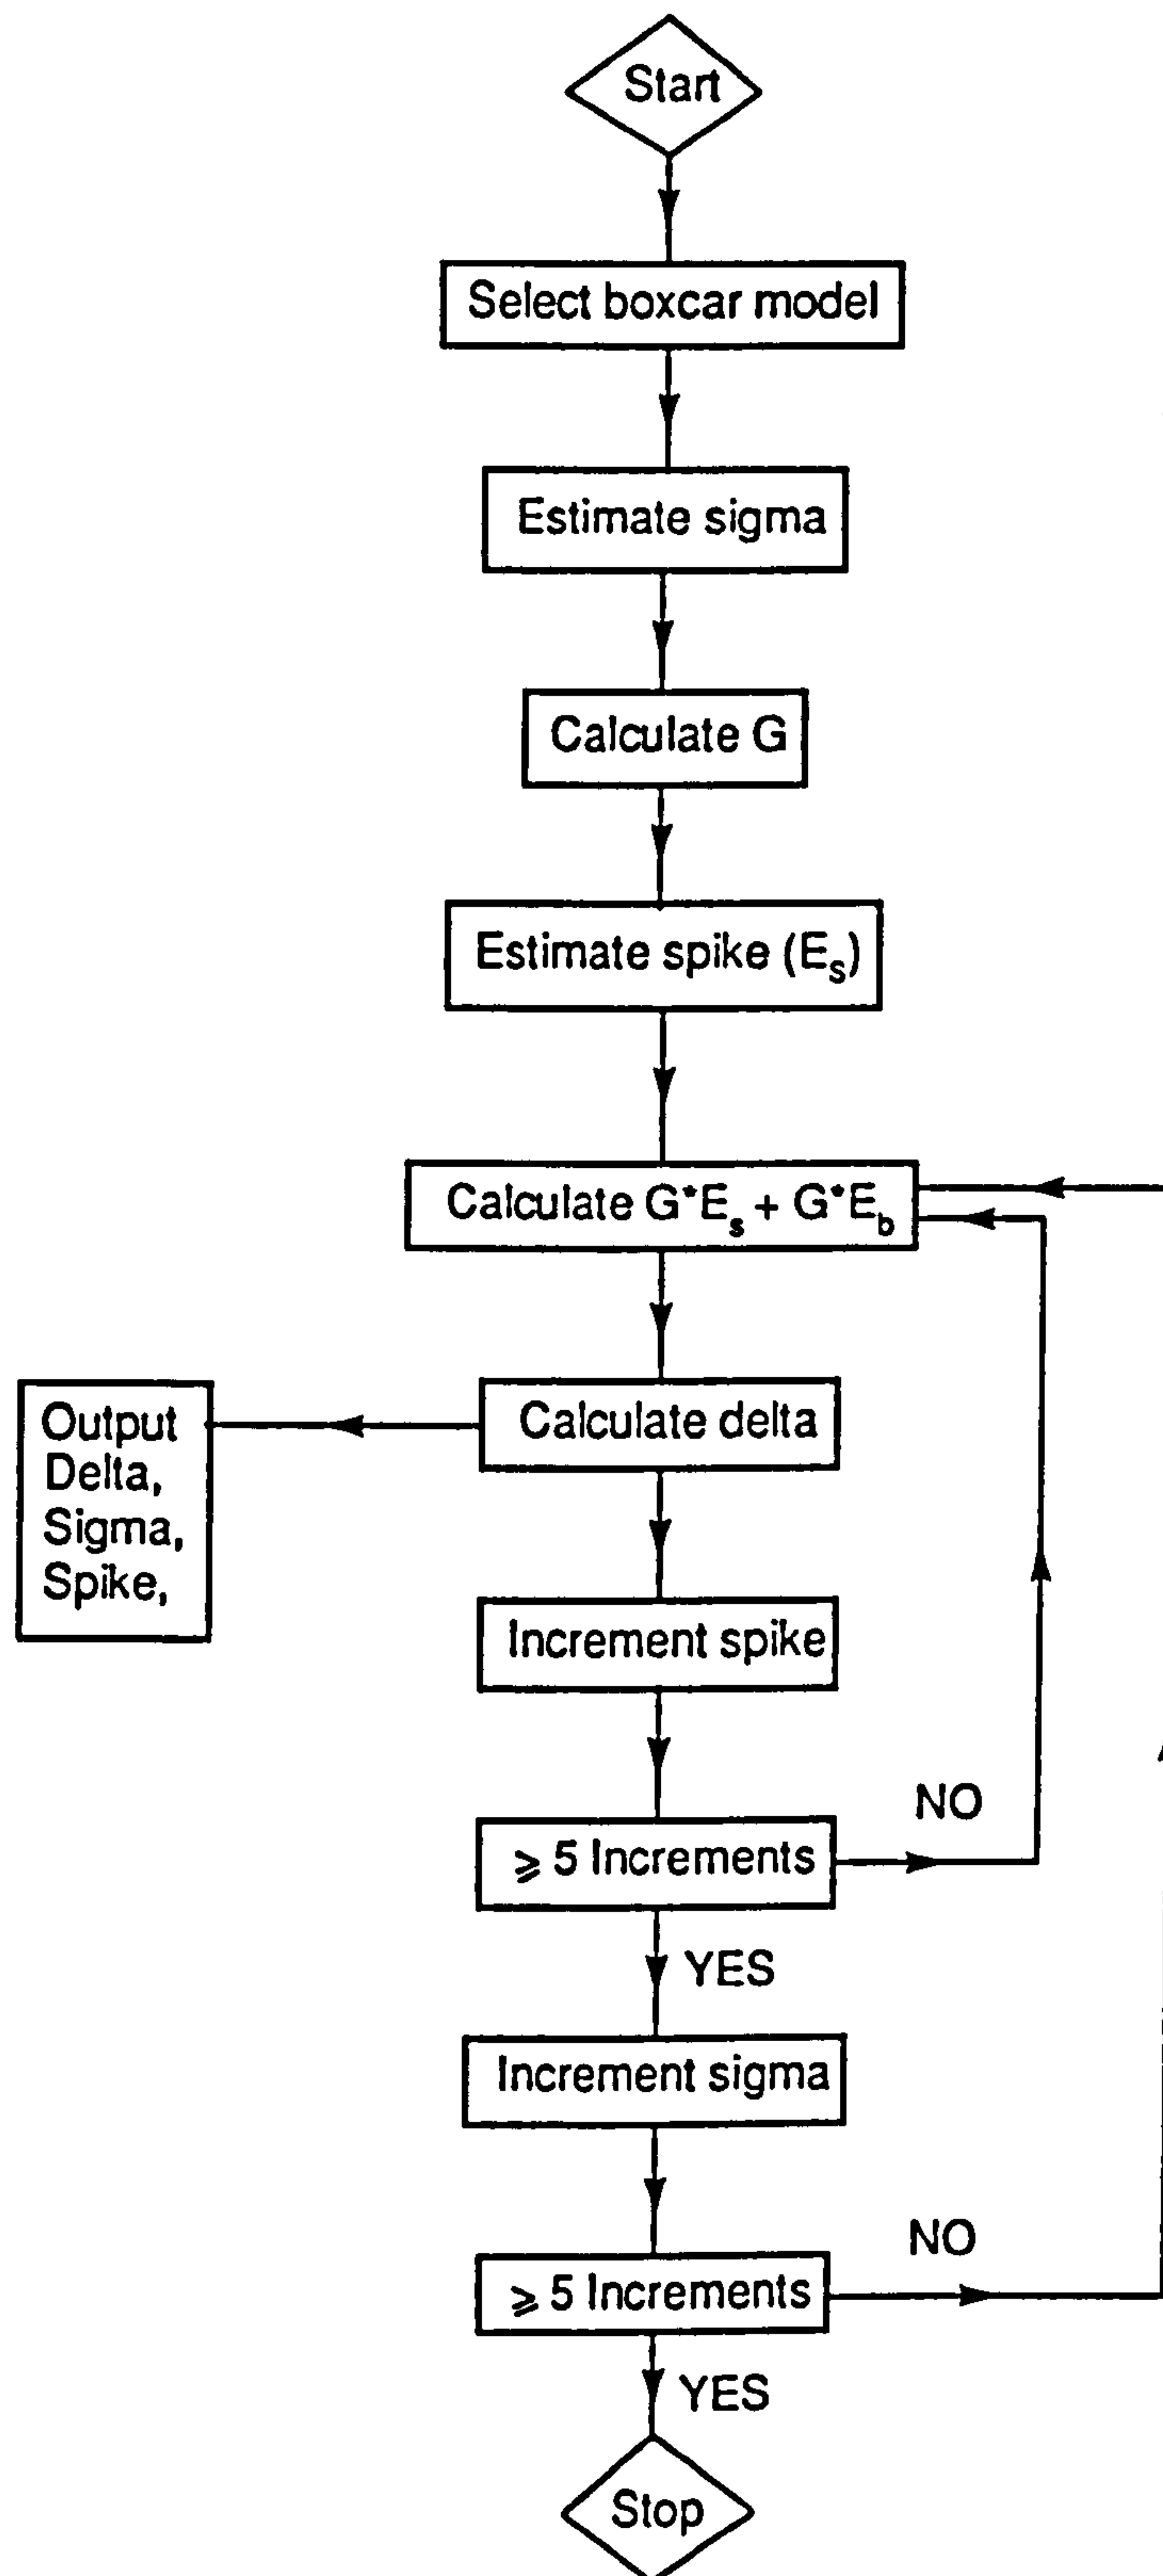 Start
Select boxcar model
Estimate sigma
Calculate G
Estimate spike (Es)
Calculate G*Es + G*Eb
Calculate delta
Output
Delta,
Sigma,
Spike,
Increment spike
⩾ 5 Increments
NO
YES
Increment sigma
⩾ 5 Increments
NO
YES
Stop